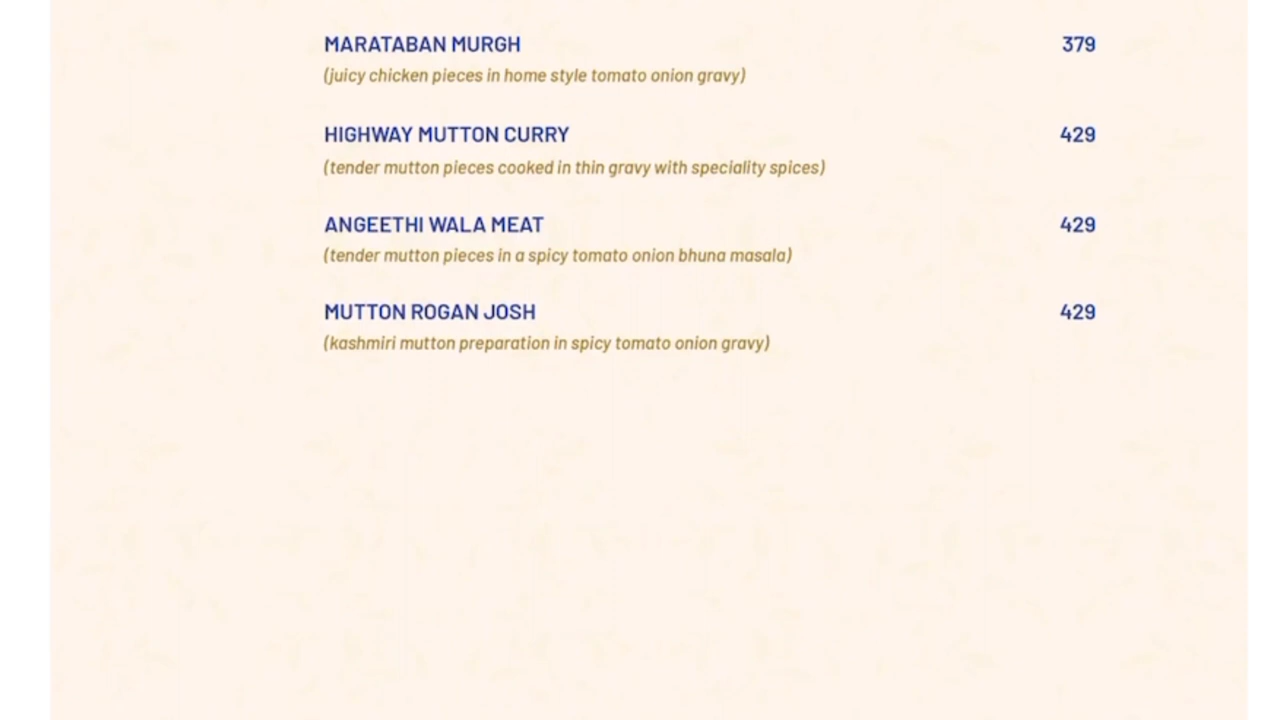 MARATABAN MURGH 379
(juicy chicken pieces in home style tomato onion gravy)
HIGHWAY MUTTON CURRY 429
(tender mutton pieces cooked in thin gravy with speciality spices)
ANGEETHI WALA MEAT 429
(tender mutton pieces in a spicy tomato onion bhuna masala)
MUTTON ROGAN JOSH 429
(kashmiri mutton preparation in spicy tomato onion gravy)